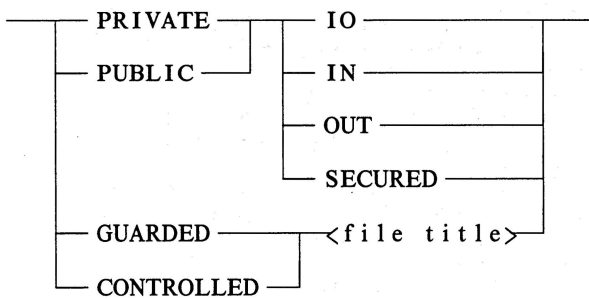 PRIVATE IO
PUBLIC IN
OUT
SECURED
GUARDED <file title>
CONTROLLED